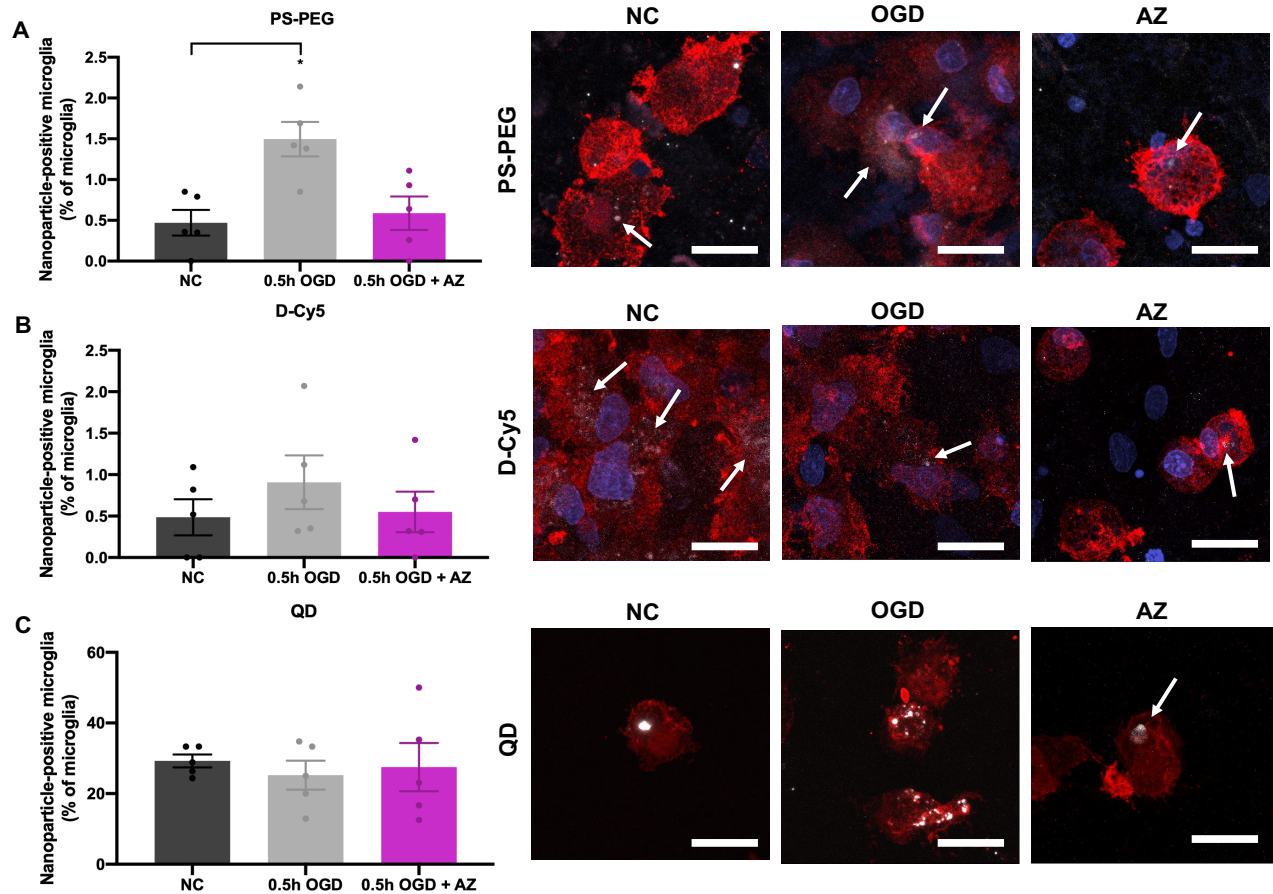 A
PS-PEG
Nanoparticle-positive microglia
(% of microglia)
2.5
2.0
1.5
1.0
0.5
0.0
*
NC
0.5h OGD
0.5h OGD + AZ
NC
OGD
AZ
PS-PEG
B
D-Cy5
Nanoparticle-positive microglia
(% of microglia)
2.5
2.0
1.5
1.0
0.5
0.0
NC
0.5h OGD
0.5h OGD + AZ
NC
OGD
AZ
D-Cy5
C
QD
Nanoparticle-positive microglia
(% of microglia)
60
40
20
0
NC
0.5h OGD
0.5h OGD + AZ
NC
OGD
AZ
QD